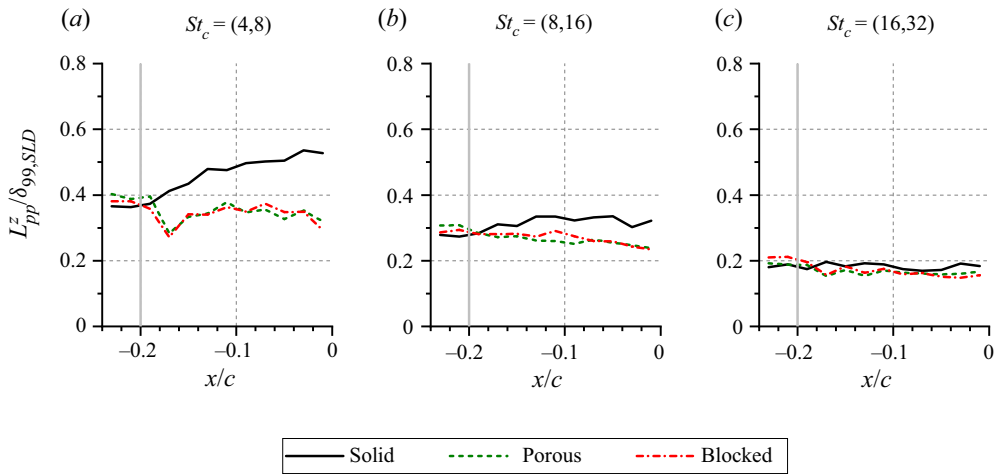 (a) St_c = (4,8)
(b) St_c = (8,16)
(c) St_c = (16,32)
L^z_pp/δ_99,SLD
0.8
0.6
0.4
0.2
0
−0.2 −0.1 0
x/c
0.8
0.6
0.4
0.2
0
−0.2 −0.1 0
x/c
0.8
0.6
0.4
0.2
0
−0.2 −0.1 0
x/c
Solid Porous Blocked